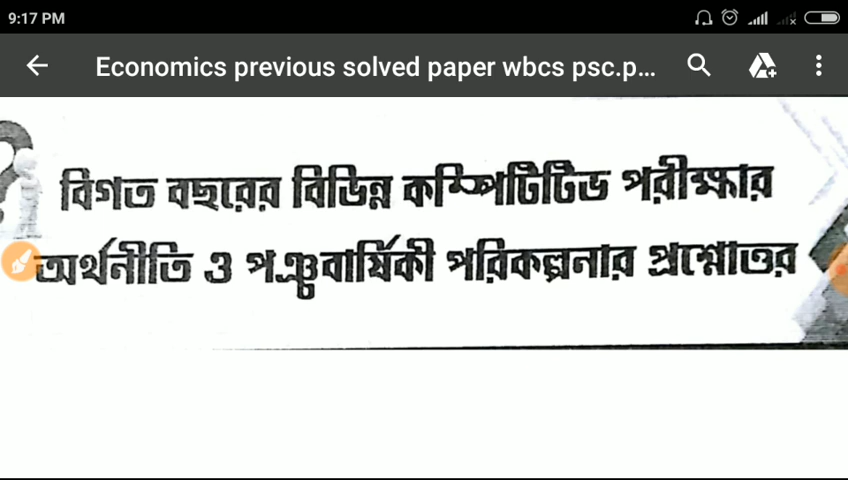 9:17 PM
Economics previous solved paper wbcs psc.p...
বিগত বছরের বিভিন্ন কম্পিটিটিভ পরীক্ষার
অর্থনীতি ও পঞ্চবার্ষিকী পরিকল্পনার প্রশ্নোত্তর